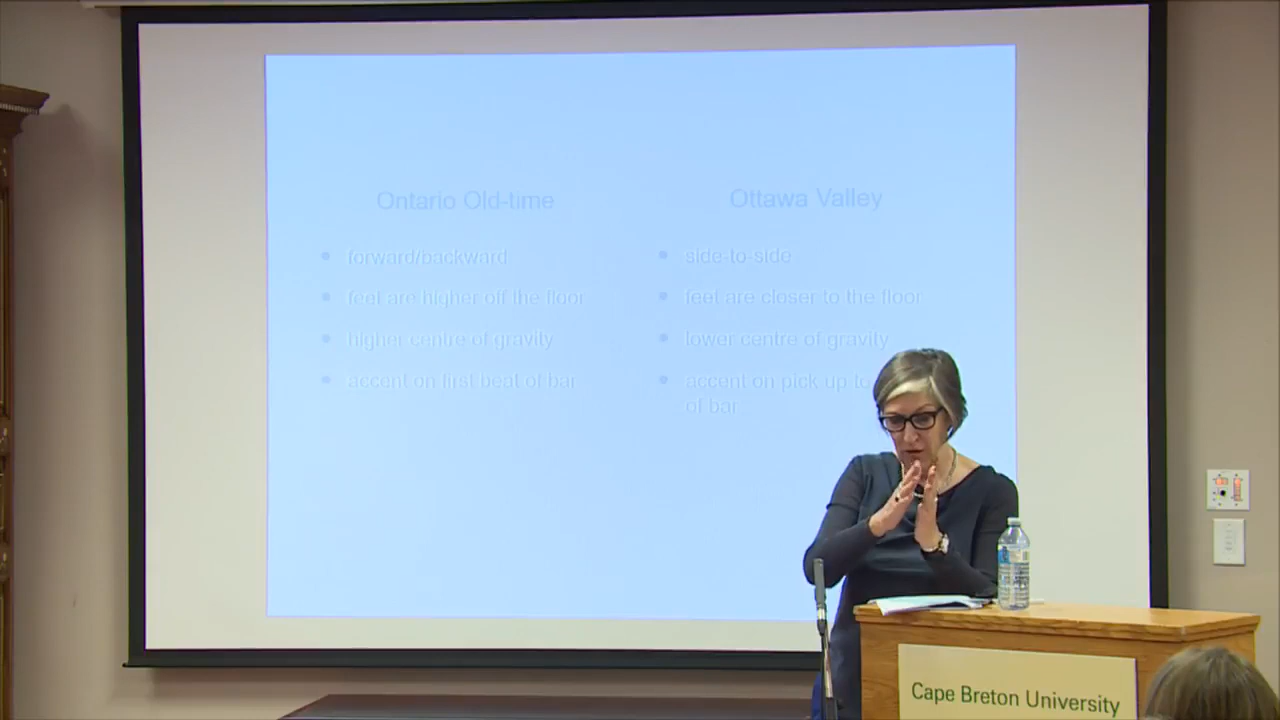 Ontario Old-time
• forward/backward
• feet are higher off the floor
• higher centre of gravity
• accent on first beat of bar
Ottawa Valley
• side-to-side
• feet are closer to the floor
• lower centre of gravity
• accent on pick up to
of bar
Cape Breton University